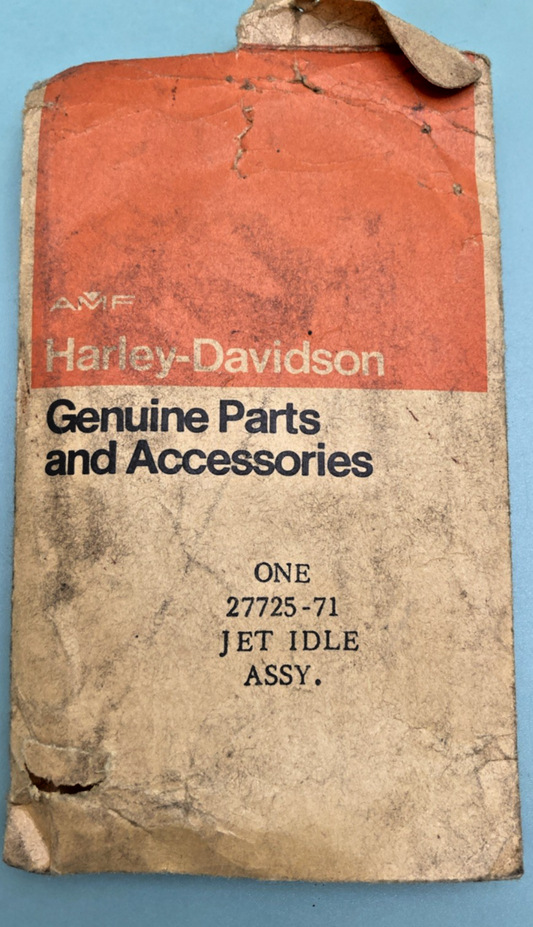 AMF
Harley-Davidson
Genuine Parts
and Accessories
ONE
27725-71
JET IDLE
ASSY.